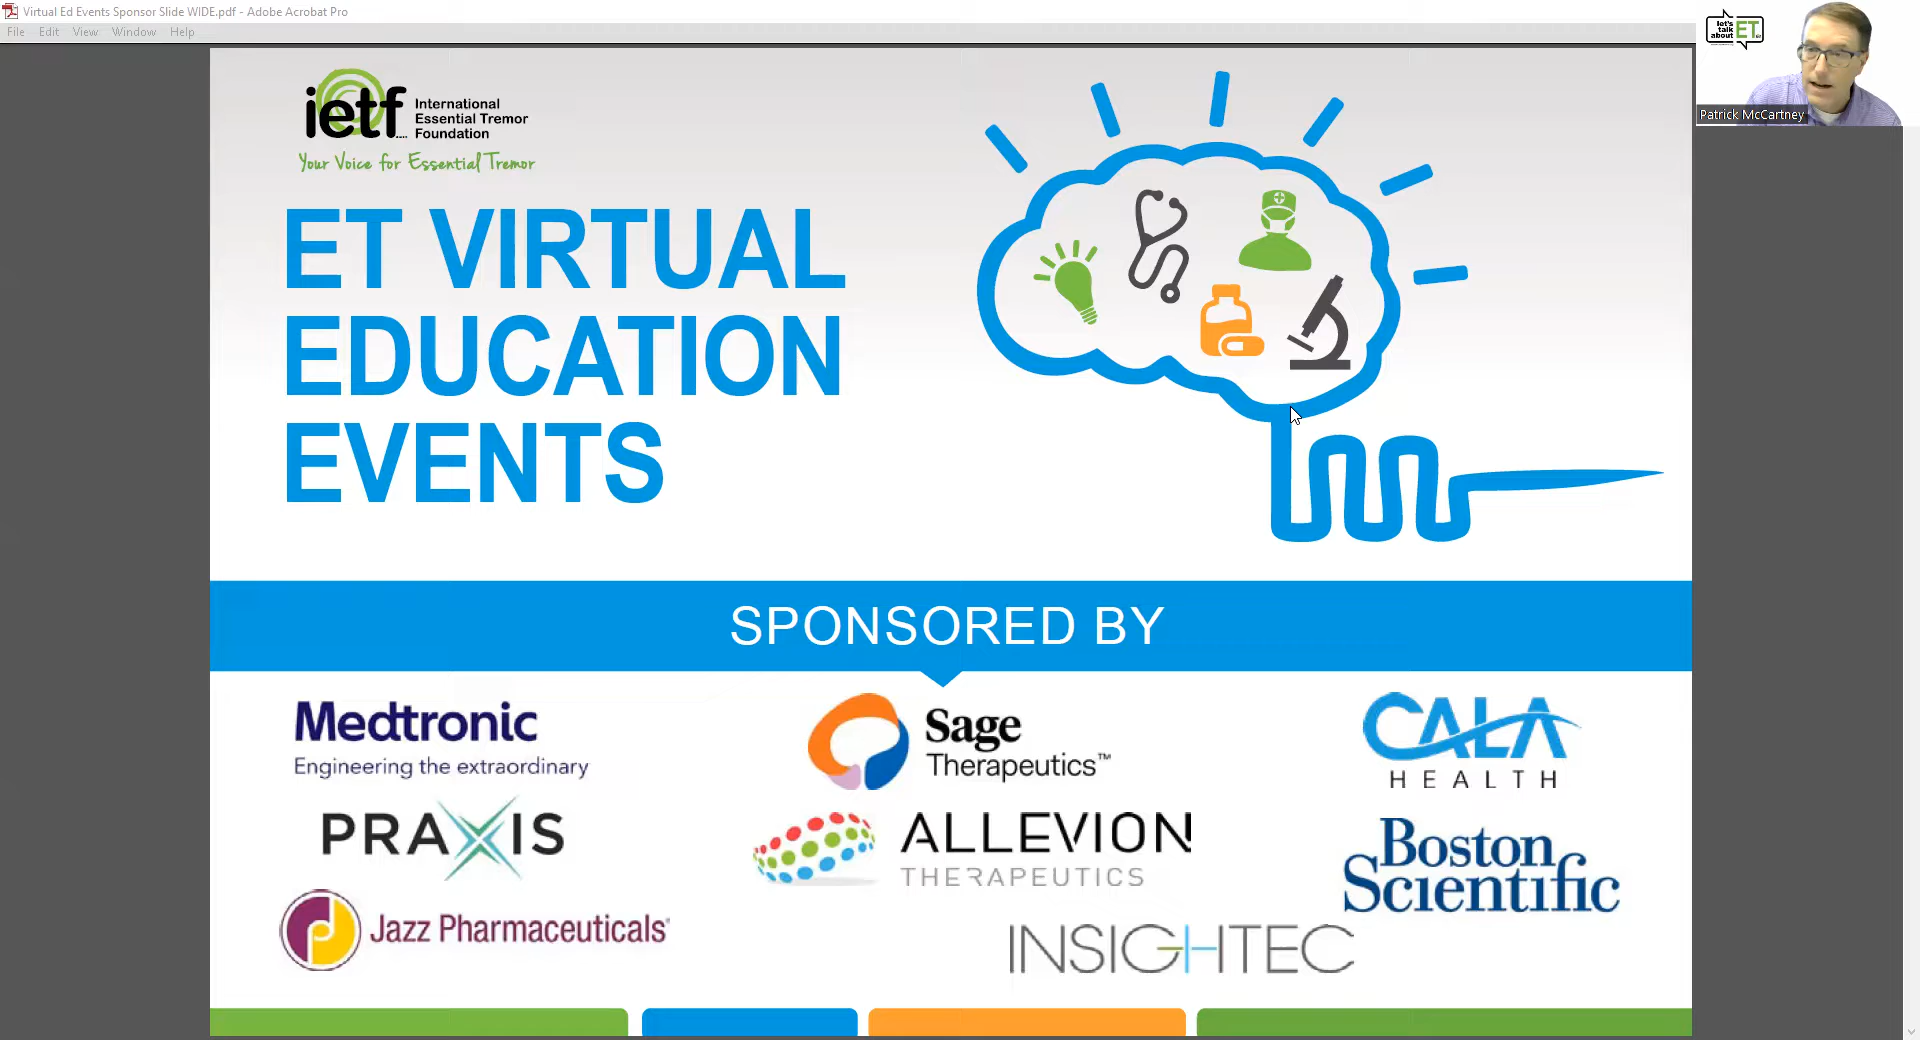 Virtual Ed Events Sponsor Slide WIDE.pdf - Adobe Acrobat Pro
File Edit View Window Help
let's
talk
about ET
Patrick McCartney
ietf
International
Essential Tremor
Foundation
Your Voice for Essential Tremor
ET VIRTUAL
EDUCATION
EVENTS
SPONSORED BY
Medtronic
Engineering the extraordinary
Sage
Therapeutics™
CALA
HEALTH
PRAXIS
ALLEVION
THERAPEUTICS
Boston
Scientific
Jazz Pharmaceuticals
INSIGHTEC